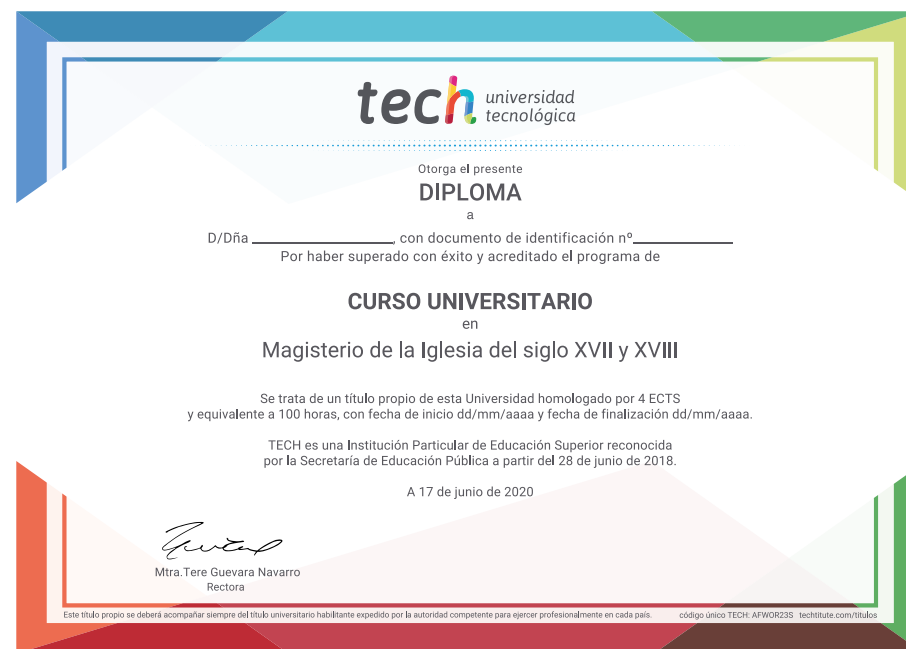 tech universidad
tecnológica
Otorga el presente
DIPLOMA
a
D/Dña ____________________, con documento de identificación nº______________
Por haber superado con éxito y acreditado el programa de
CURSO UNIVERSITARIO
en
Magisterio de la Iglesia del siglo XVII y XVIII
Se trata de un título propio de esta Universidad homologado por 4 ECTS
y equivalente a 100 horas, con fecha de inicio dd/mm/aaaa y fecha de finalización dd/mm/aaaa.
TECH es una Institución Particular de Educación Superior reconocida
por la Secretaría de Educación Pública a partir del 28 de junio de 2018.
A 17 de junio de 2020
Mtra.Tere Guevara Navarro
Rectora
Este título propio se deberá acompañar siempre del título universitario habilitante expedido por la autoridad competente para ejercer profesionalmente en cada país. código único TECH: AFWOR23S techtitute.com/titulos